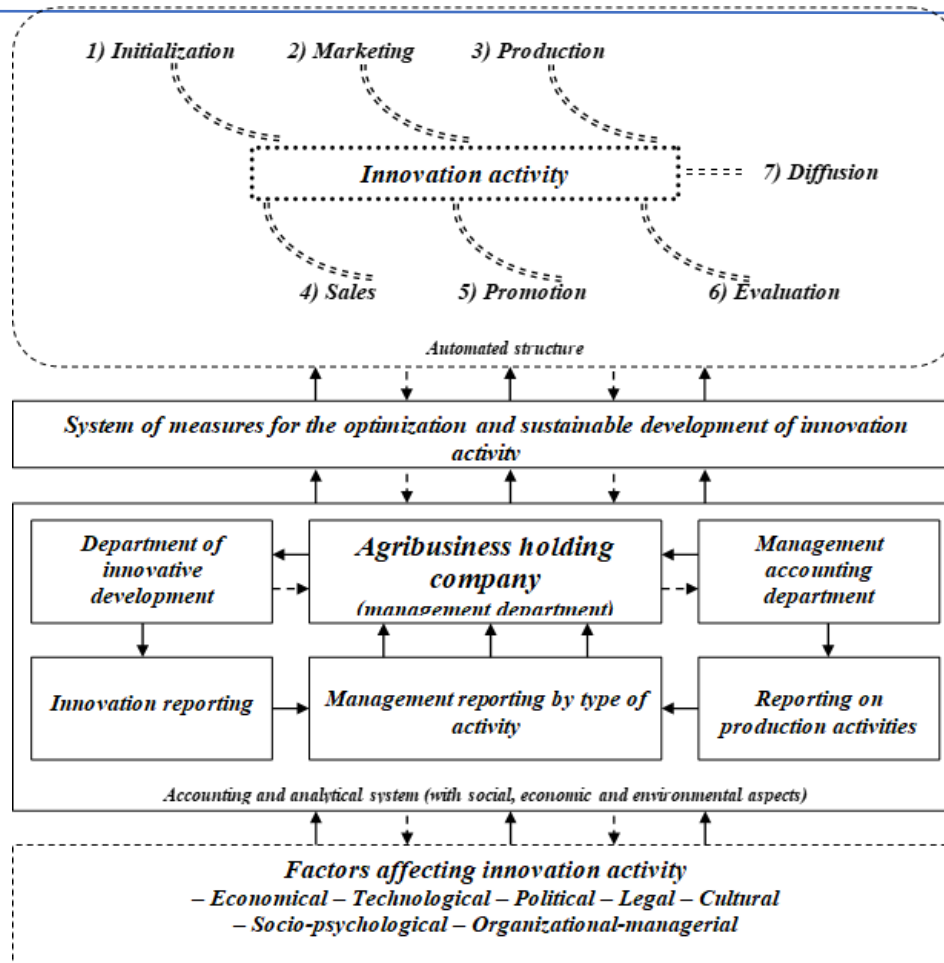 1) Initialization
2) Marketing
3) Production
Innovation activity
7) Diffusion
4) Sales
5) Promotion
6) Evaluation
Automated structure
System of measures for the optimization and sustainable development of innovation
activity
Department of
innovative
development
Agribusiness holding
company
(management department)
Management
accounting
department
Innovation reporting
Management reporting by type of
activity
Reporting on
production activities
Accounting and analytical system (with social, economic and environmental aspects)
Factors affecting innovation activity
– Economical – Technological – Political – Legal – Cultural
– Socio-psychological – Organizational-managerial